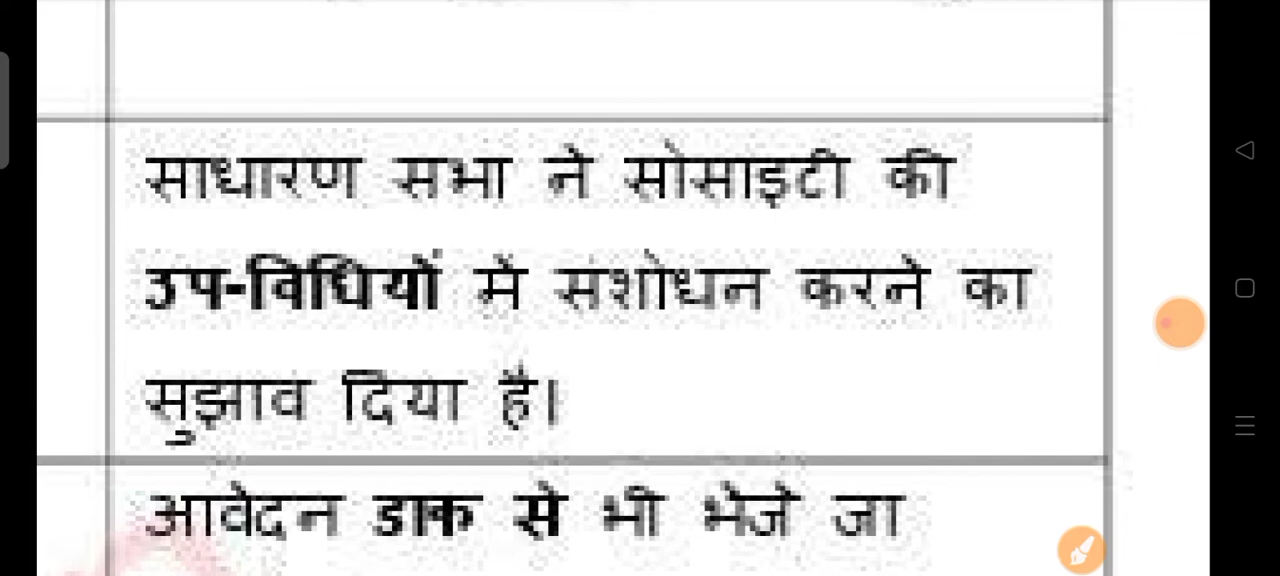 साधारण सभा ने सोसाइटी की
उप-विधियों में संशोधन करने का
सुझाव दिया है।
आवेदन डाक से भी भेजे जा